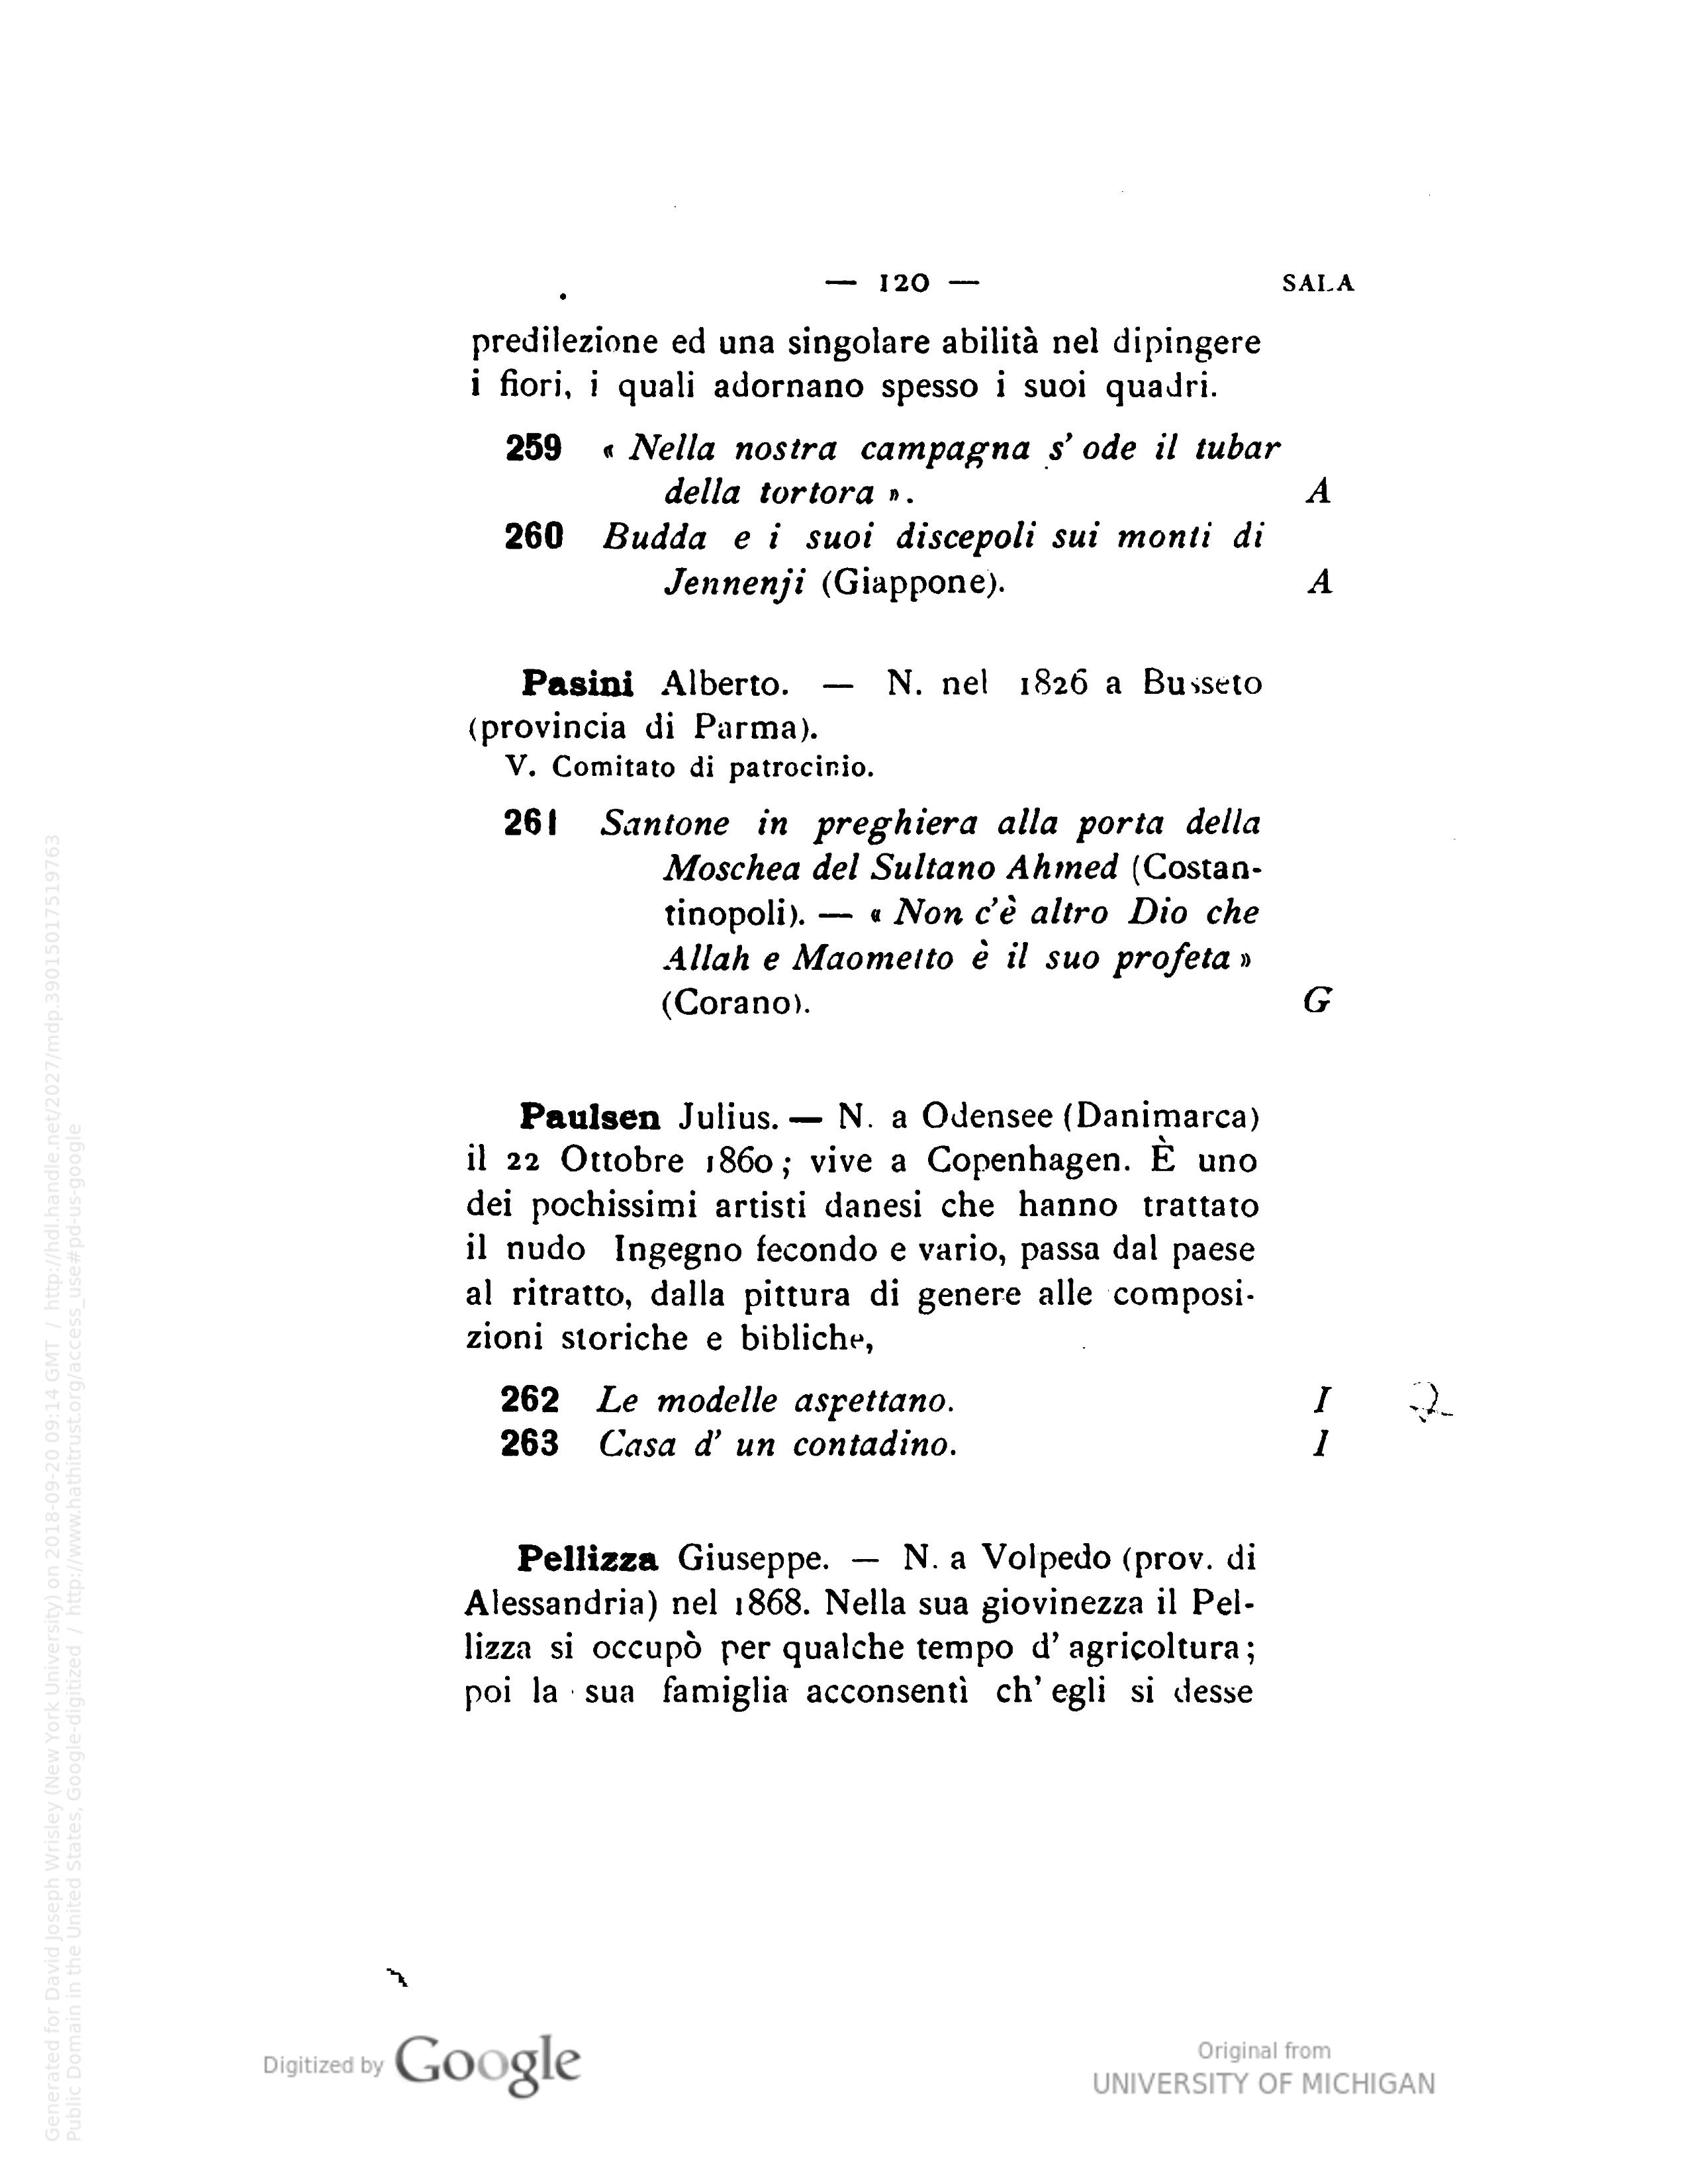 — 120 — SALA
predilezione ed una singolare abilità nel dipingere
i fiori, i quali adornano spesso i suoi quadri.
259 « Nella nostra campagna s' ode il tubar
della tortora ». A
260 Budda e i suoi discepoli sui monti di
Jennenji (Giappone). A
Pasini Alberto. — N. nel 1826 a Busseto
(provincia di Parma).
V. Comitato di patrocinio.
261 Santone in preghiera alla porta della
Moschea del Sultano Ahmed (Costan-
tinopoli). — « Non c'è altro Dio che
Allah e Maometto è il suo profeta »
(Corano). G
Paulsen Julius. — N. a Odensee (Danimarca)
il 22 Ottobre 1860; vive a Copenhagen. È uno
dei pochissimi artisti danesi che hanno trattato
il nudo Ingegno fecondo e vario, passa dal paese
al ritratto, dalla pittura di genere alle composi-
zioni storiche e bibliche,
262 Le modelle aspettano. I 2
263 Casa d' un contadino. I
Pellizza Giuseppe. — N. a Volpedo (prov. di
Alessandria) nel 1868. Nella sua giovinezza il Pel-
lizza si occupò per qualche tempo d' agricoltura;
poi la sua famiglia acconsentì ch' egli si desse
Digitized by Google
Original from
UNIVERSITY OF MICHIGAN
Generated for David Joseph Wrisley (New York University) on 2018-09-20 09:14 GMT / http://hdl.handle.net/2027/mdp.39015017519763
Public Domain in the United States, Google-digitized / http://www.hathitrust.org/access_use#pd-us-google